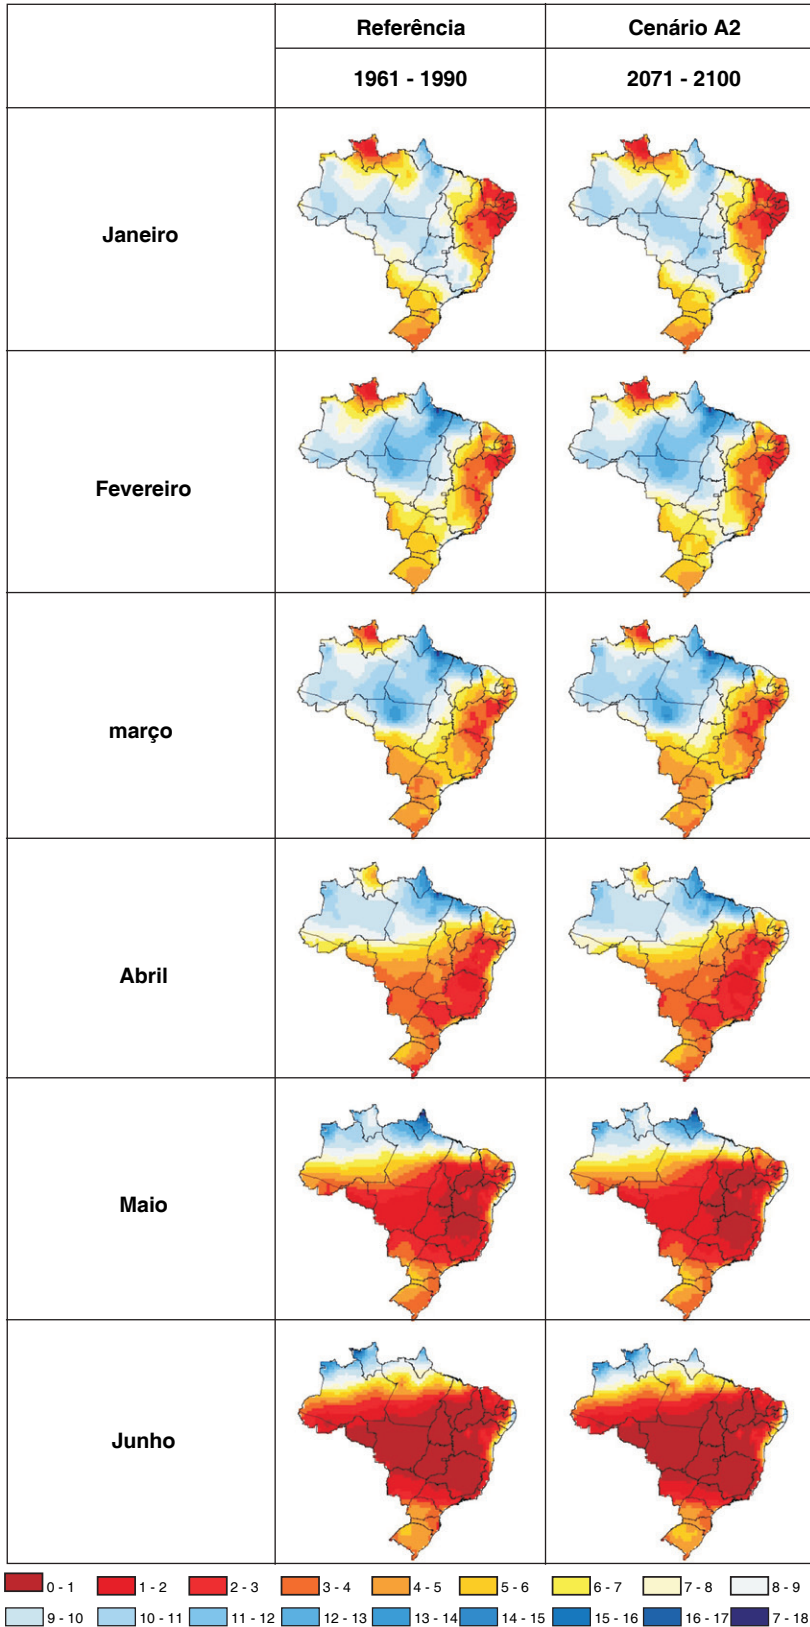 Referência Cenário A2
1961 - 1990 2071 - 2100
Janeiro
Fevereiro
março
Abril
Maio
Junho
0 - 1 1 - 2 2 - 3 3 - 4 4 - 5 5 - 6 6 - 7 7 - 8 8 - 9
9 - 10 10 - 11 11 - 12 12 - 13 13 - 14 14 - 15 15 - 16 16 - 17 7 - 18